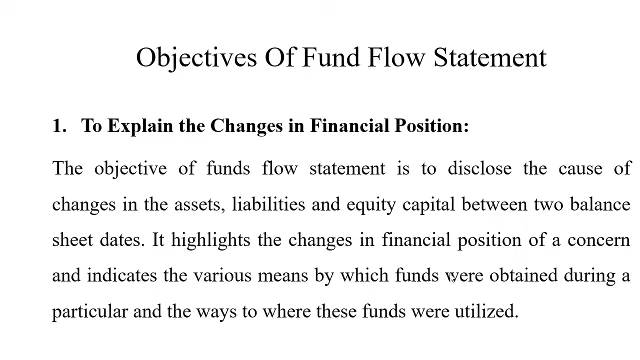 Objectives Of Fund Flow Statement
1. To Explain the Changes in Financial Position:
The objective of funds flow statement is to disclose the cause of
changes in the assets, liabilities and equity capital between two balance
sheet dates. It highlights the changes in financial position of a concern
and indicates the various means by which funds were obtained during a
particular and the ways to where these funds were utilized.